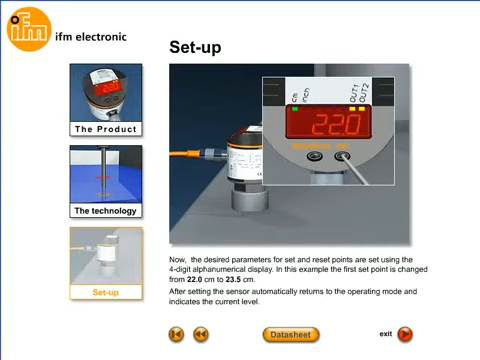 ifm
ifm electronic
Set-up
The Product
The technology
Set-up
cm
inch
OUT1
OUT2
22.0
Now, the desired parameters for set and reset points are set using the
4-digit alphanumerical display. In this example the first set point is changed
from 22.0 cm to 23.5 cm.
After setting the sensor automatically returns to the operating mode and
indicates the current level.
Datasheet
exit